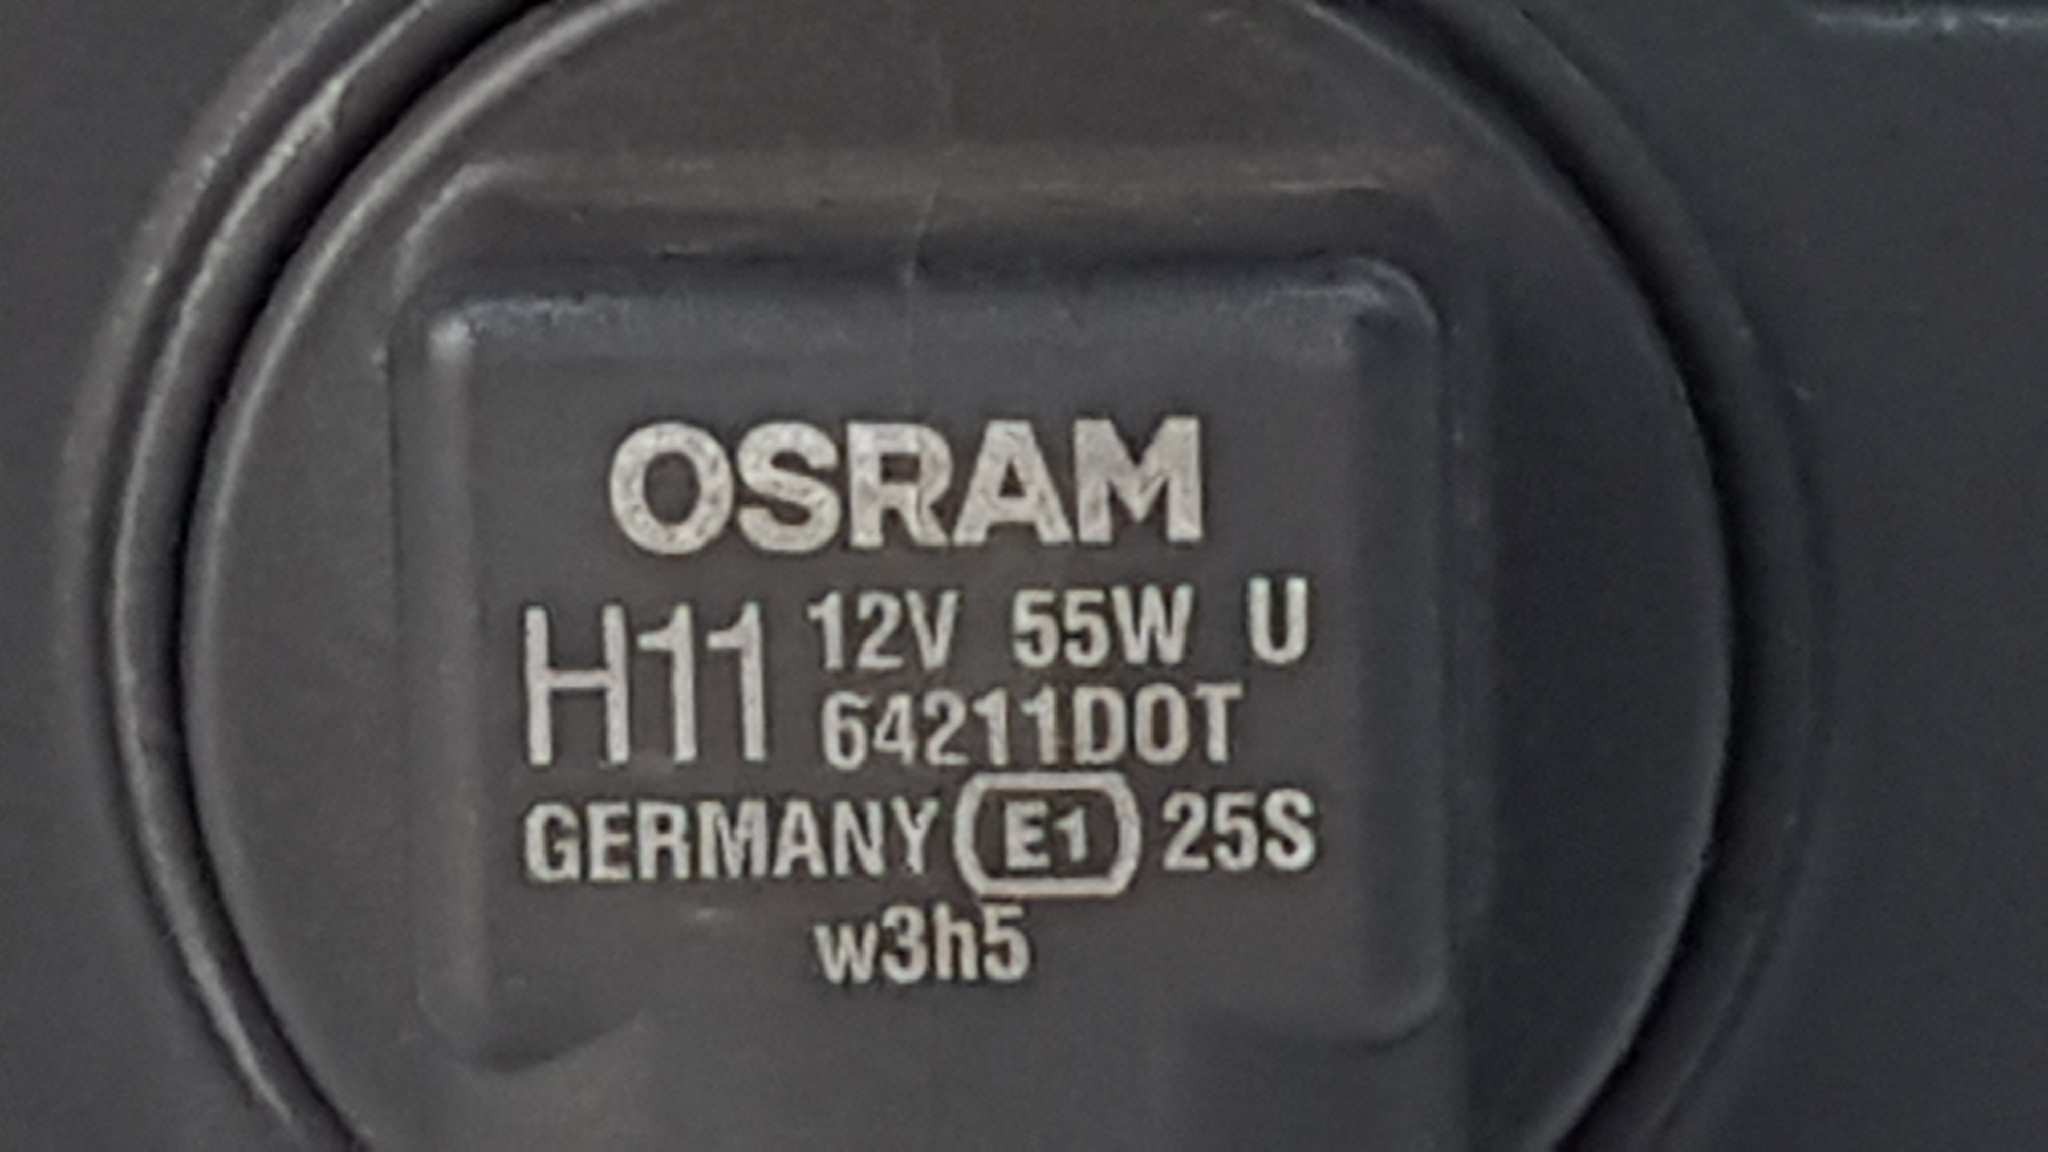 OSRAM
H11 12V 55W U
64211DOT
GERMANY E1 25S
w3h5